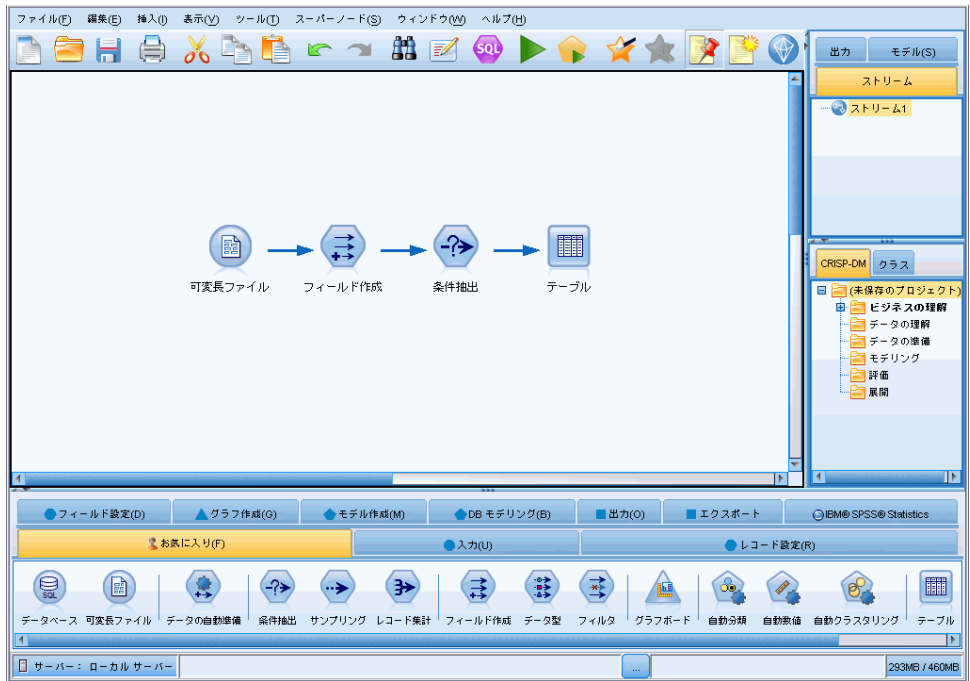 ファイル(F) 編集(E) 挿入(I) 表示(V) ツール(T) スーパーノード(S) ウィンドウ(W) ヘルプ(H)
SQL
出力 モデル(S)
ストリーム
ストリーム1
可変長ファイル フィールド作成 条件抽出 テーブル
CRISP-DM クラス
(未保存のプロジェクト)
ビジネスの理解
データの理解
データの準備
モデリング
評価
展開
フィールド設定(D) グラフ作成(G) モデル作成(M) DB モデリング(B) 出力(O) エクスポート IBM® SPSS® Statistics
お気に入り(F) 入力(U) レコード設定(R)
SQL
データベース 可変長ファイル データの自動準備 条件抽出 サンプリング レコード集計 フィールド作成 データ型 フィルタ グラフボード 自動分類 自動数値 自動クラスタリング テーブル
サーバー： ローカル サーバー ... 293MB / 460MB